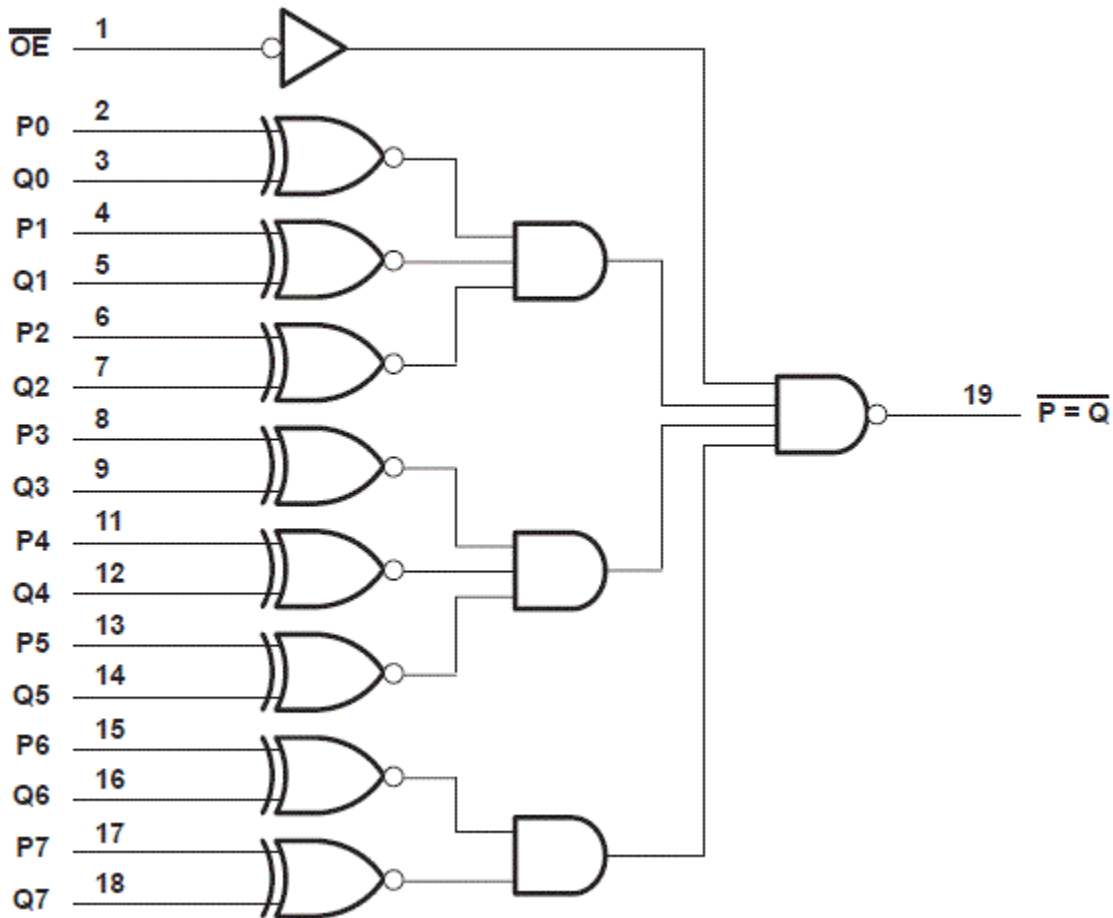 O̅E̅ 1
P0 2
Q0 3
P1 4
Q1 5
P2 6
Q2 7
P3 8
Q3 9
P4 11
Q4 12
P5 13
Q5 14
P6 15
Q6 16
P7 17
Q7 18
19 P̅ ̅=̅ ̅Q̅